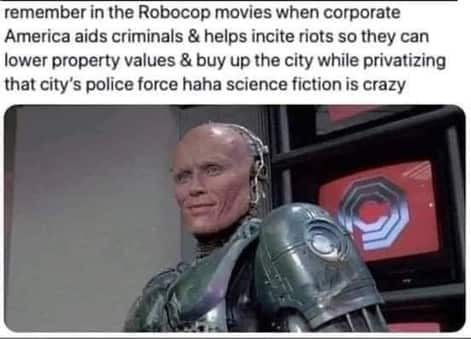 remember in the Robocop movies when corporate
America aids criminals & helps incite riots so they can
lower property values & buy up the city while privatizing
that city's police force haha science fiction is crazy